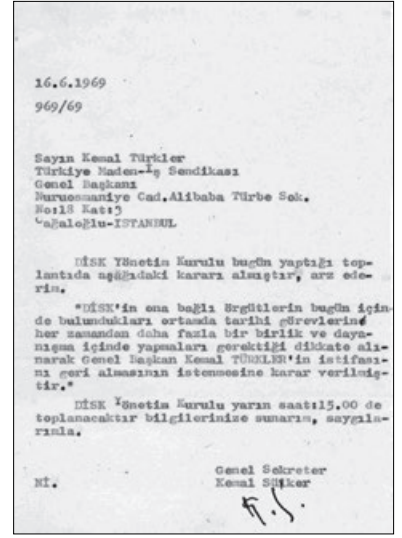 16.6.1969
969/69
Sayın Kemal Türkler
Türkiye Maden-İş Sendikası
Genel Başkanı
Nuruosmaniye Cad.Alibaba Türbe Sok.
No:18 Kat:3
Cağaloğlu-İSTANBUL
DİSK Yönetim Kurulu bugün yaptığı top-
lantıda aşağıdaki kararı almıştır, arz ede-
rim.
"DİSK'in ona bağlı örgütlerin bugün için-
de bulundukları ortamda tarihi görevlerini
her zamandan daha fazla bir birlik ve daya-
nışma içinde yapmaları gerektiği dikkate alı-
narak Genel Başkan Kemal TÜRKLER'in istifası-
nı geri almasının istenmesine karar verilmiş-
tir."
DİSK Yönetim Kurulu yarın saat:15.00 de
toplanacaktır bilgilerinize sunarım, saygıla-
rımla.
Genel Sekreter
Nİ. Kemal Sülker
K.S.